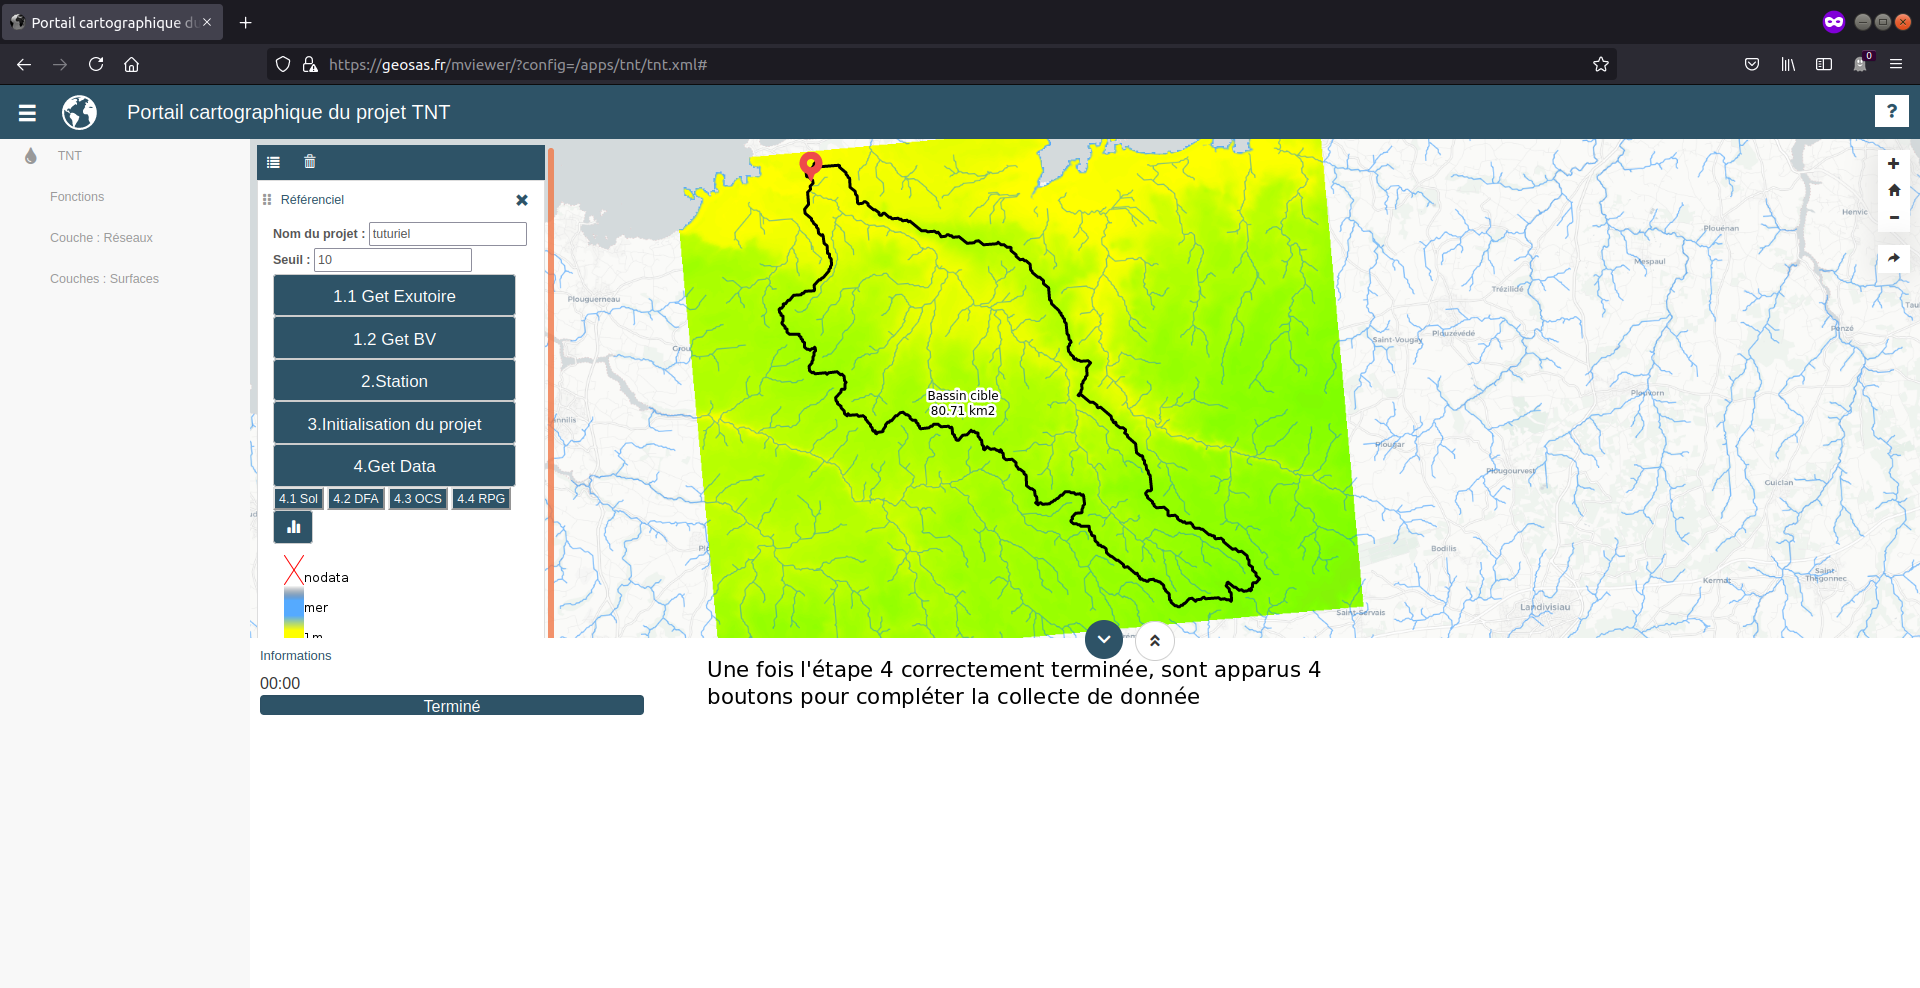 Portail cartographique du
https://geosas.fr/mviewer/?config=/apps/tnt/tnt.xml#
0
Portail cartographique du projet TNT
?
TNT
Fonctions
Couche : Réseaux
Couches : Surfaces
Référenciel
Nom du projet : tuturiel
Seuil : 10
1.1 Get Exutoire
1.2 Get BV
2.Station
3.Initialisation du projet
4.Get Data
4.1 Sol 4.2 DFA 4.3 OCS 4.4 RPG
nodata
mer
1m
Plouguerneau
Bassin cible
80.71 km2
Henvic
Plouénan
Mespaul
Trézilidé
Plouzévédé
Saint-Vougay
Penzé
Plouvorn
Plougar
Plougourvest
Guiclan
Bodilis
Kermat
Saint-
Thégonnec
Landivisiau
Saint-Servais
Informations
00:00
Terminé
Une fois l'étape 4 correctement terminée, sont apparus 4
boutons pour compléter la collecte de donnée